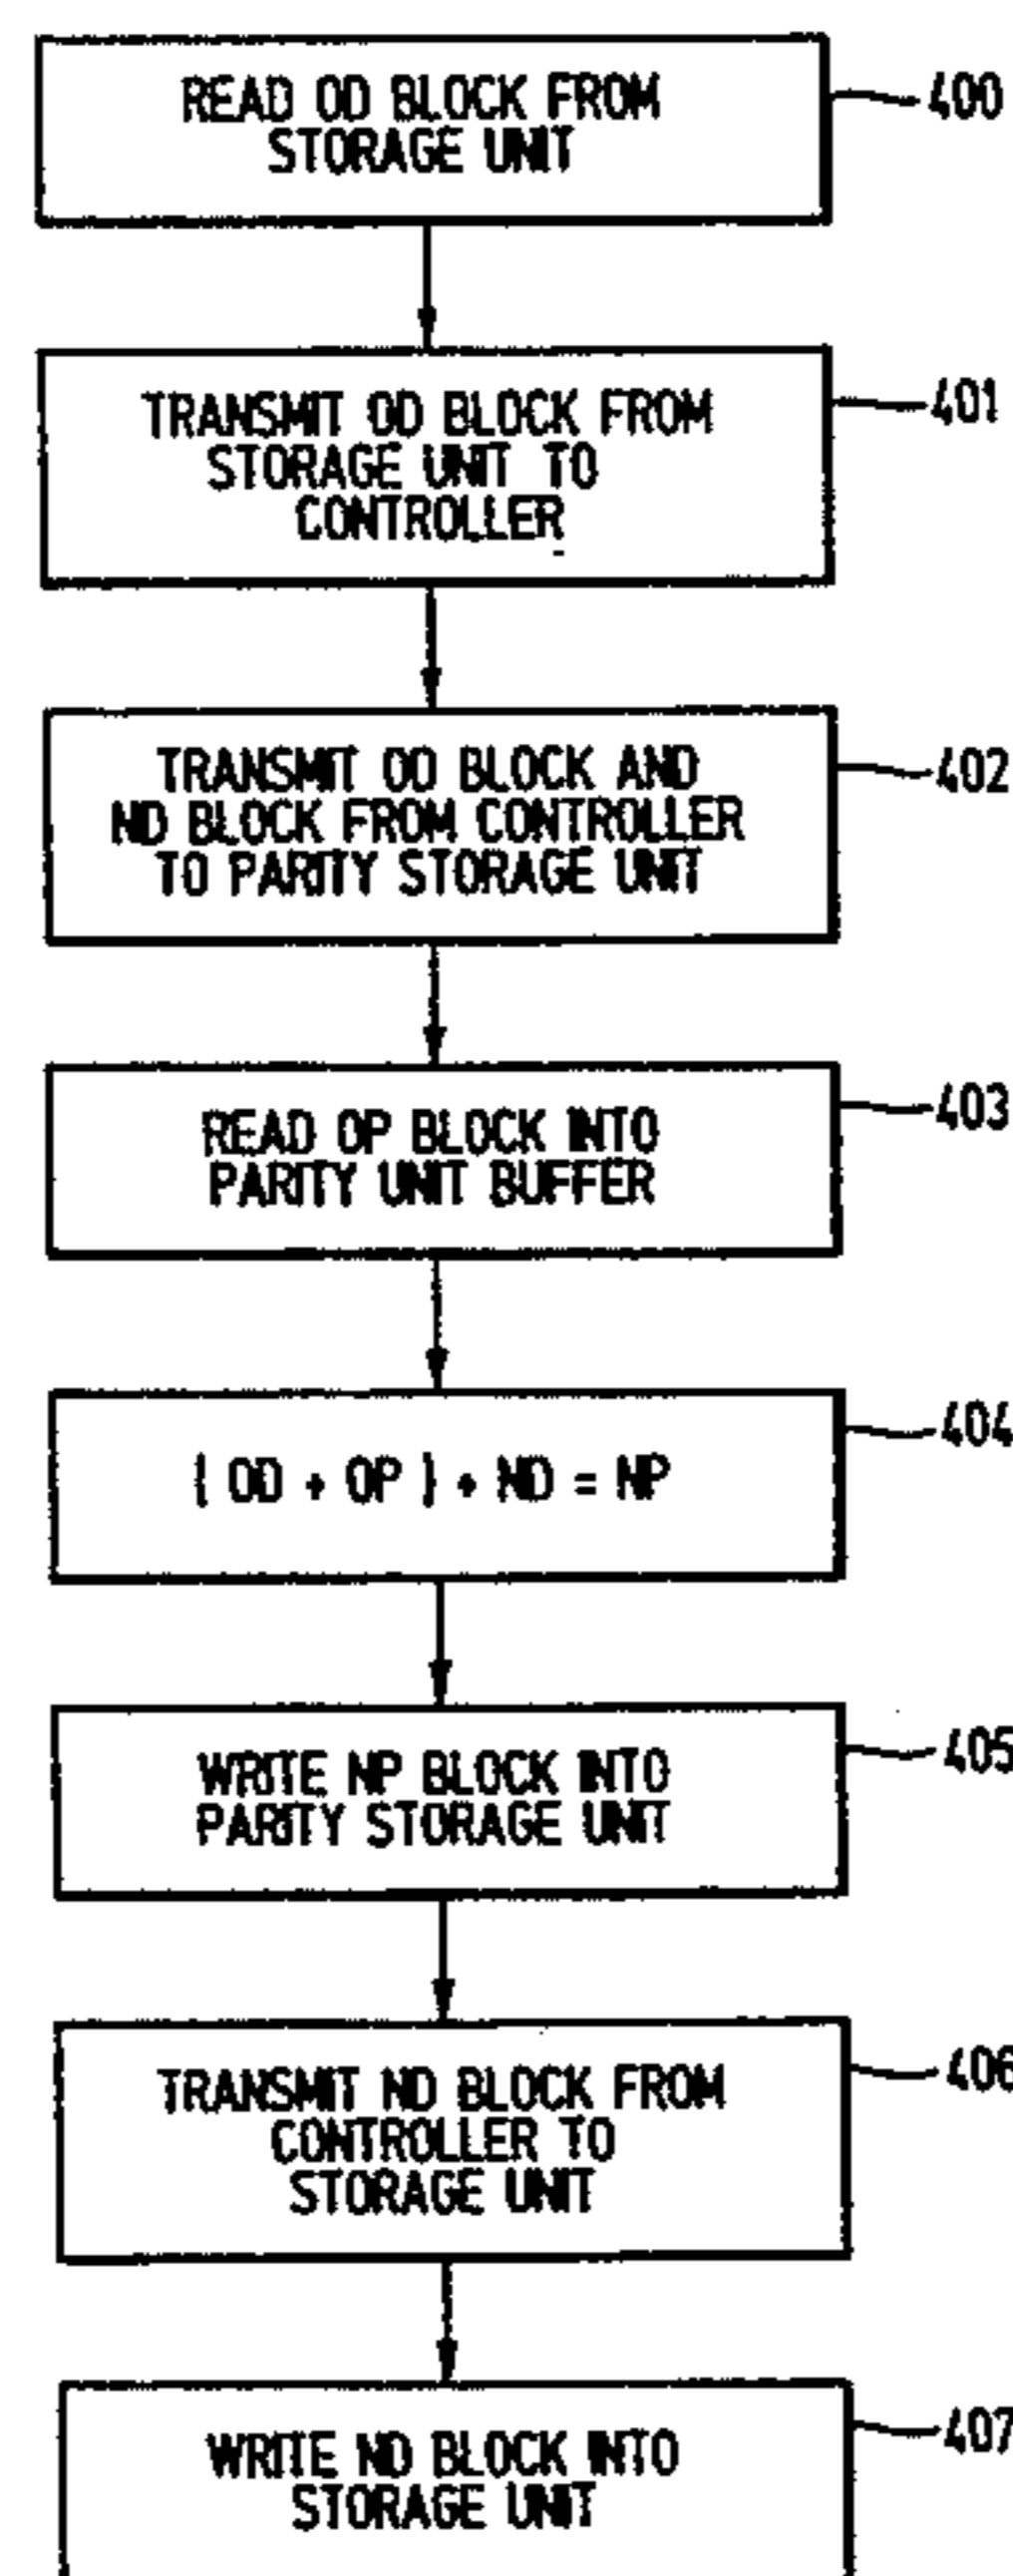 READ OD BLOCK FROM
STORAGE UNIT
400
TRANSMIT OD BLOCK FROM
STORAGE UNIT TO
CONTROLLER
401
TRANSMIT OD BLOCK AND
ND BLOCK FROM CONTROLLER
TO PARITY STORAGE UNIT
402
READ OP BLOCK INTO
PARITY UNIT BUFFER
403
( OD + OP ) + ND = NP
404
WRITE NP BLOCK INTO
PARITY STORAGE UNIT
405
TRANSMIT ND BLOCK FROM
CONTROLLER TO
STORAGE UNIT
406
WRITE ND BLOCK INTO
STORAGE UNIT
407